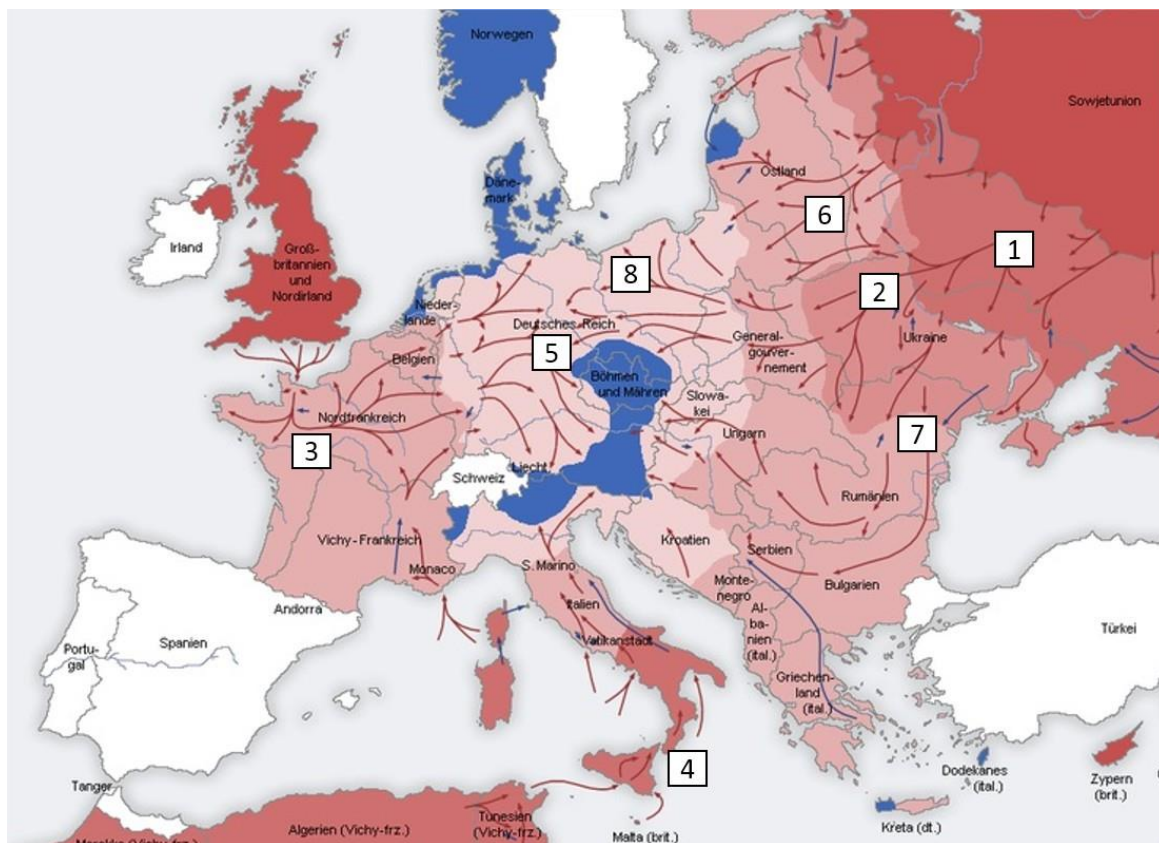 Norwegen
Sowjetunion
Ostland
Däne-
mark
6
Irland
Groß-
britannien
und
Nordirland
1
8
2
Nieder-
lande
Deutsches-Reich
General-
gouver-
nement
Ukraine
5
Belgien
Böhmen
und Mähren
Slowa-
kei
Nordfrankreich
Ungarn
7
3
Liecht.
Schweiz
Rumänien
Vichy-Frankreich
Kroatien
Serbien
Monaco
S. Marino
Monte-
negro
Bulgarien
Andorra
Italien
Al-
ba-
nien
(ital.)
Vatikanstadt
Türkei
Spanien
Portu-
gal
Griechen-
land
(ital.)
4
Dodekanes
(ital.)
Zypern
(brit.)
Tanger
Tunesien
(Vichy-frz.)
Algerien (Vichy-frz.)
Malta (brit.)
Kreta (dt.)